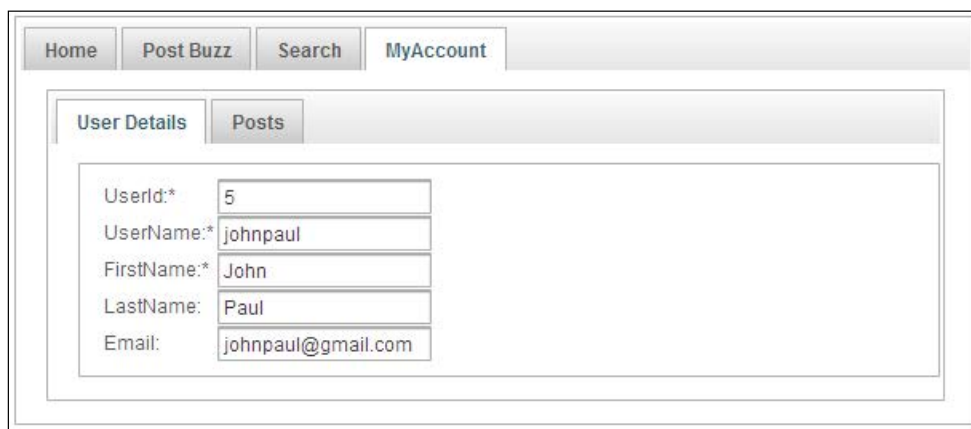 Home Post Buzz Search MyAccount
User Details Posts
UserId:* 5
UserName:* johnpaul
FirstName:* John
LastName: Paul
Email: johnpaul@gmail.com